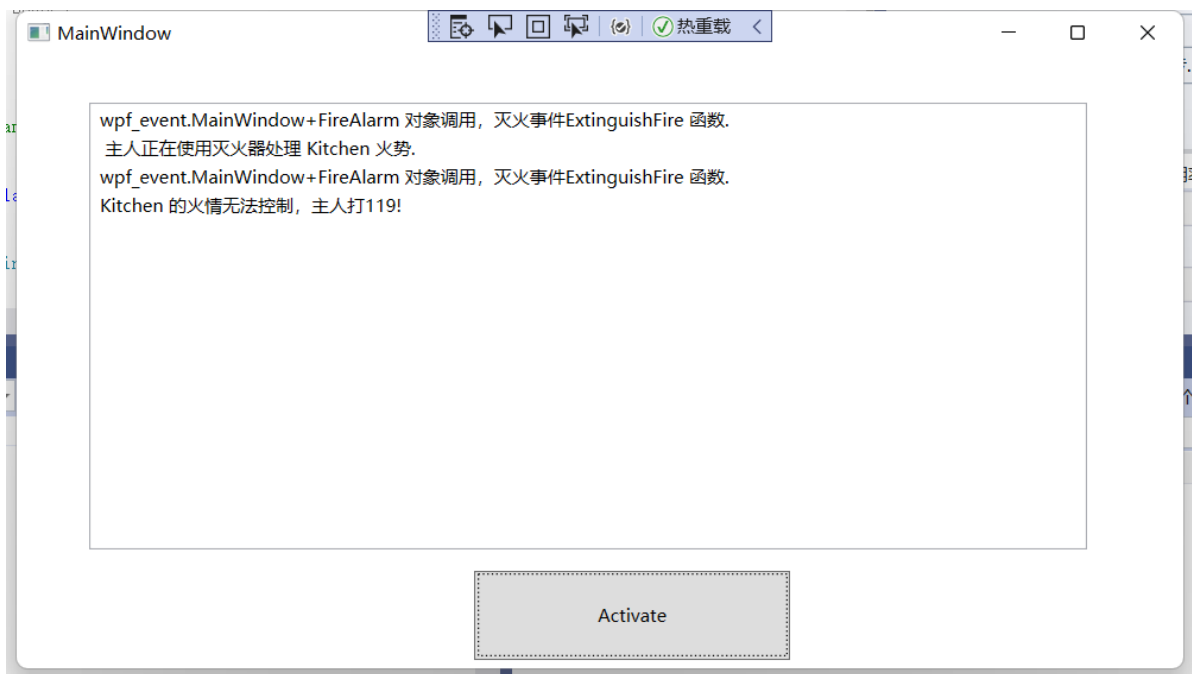 MainWindow
热重载
wpf_event.MainWindow+FireAlarm 对象调用，灭火事件ExtinguishFire 函数.
主人正在使用灭火器处理 Kitchen 火势.
wpf_event.MainWindow+FireAlarm 对象调用，灭火事件ExtinguishFire 函数.
Kitchen 的火情无法控制，主人打119!
Activate